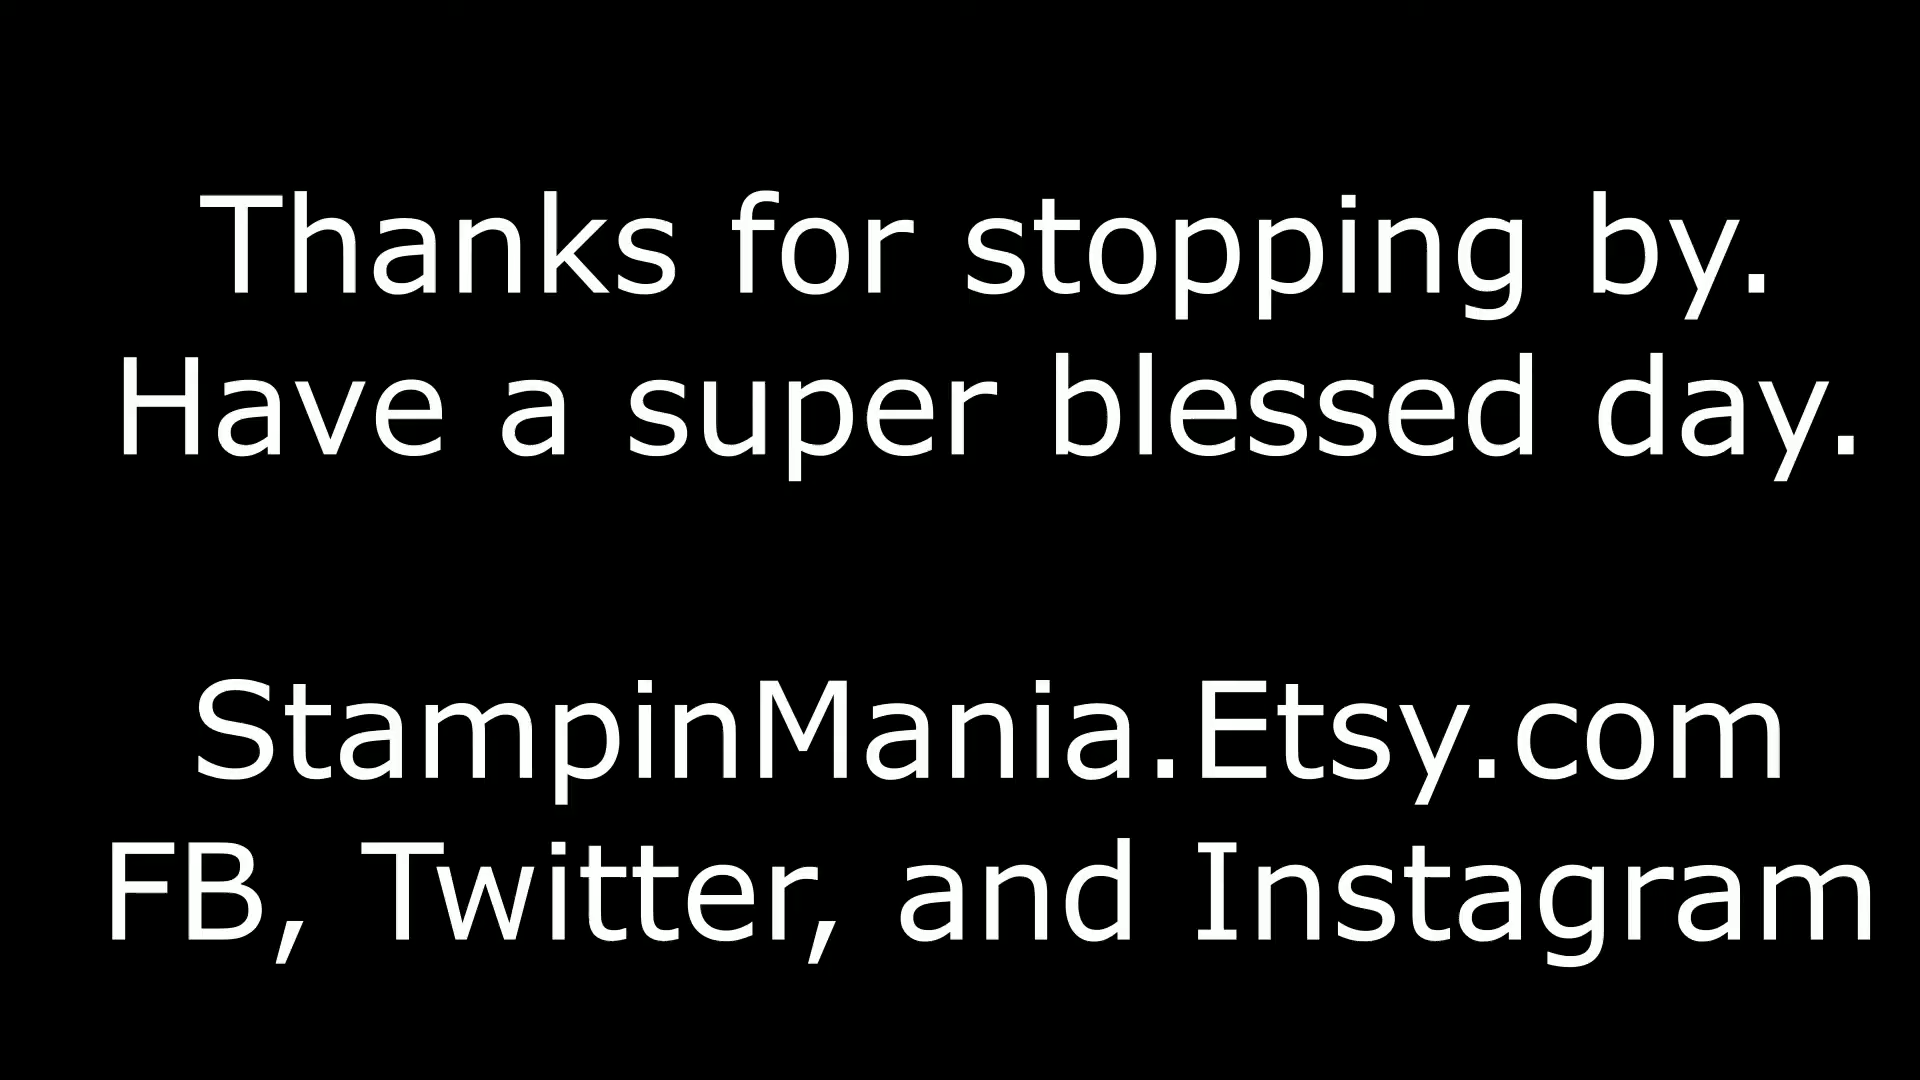 Thanks for stopping by.
Have a super blessed day.
StampinMania.Etsy.com
FB, Twitter, and Instagram